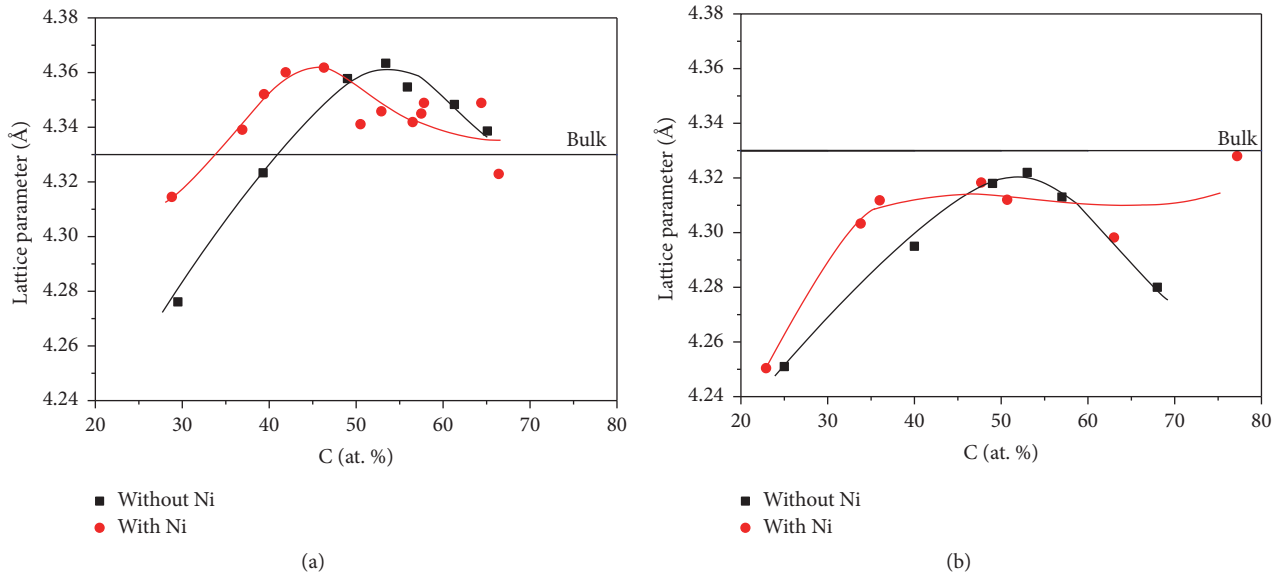 4.38
4.36
4.34
4.32
4.30
4.28
4.26
4.24
Lattice parameter (Å)
Bulk
20 30 40 50 60 70 80
C (at. %)
Without Ni
With Ni
(a)
4.38
4.36
4.34
4.32
4.30
4.28
4.26
4.24
Lattice parameter (Å)
Bulk
20 30 40 50 60 70 80
C (at. %)
Without Ni
With Ni
(b)